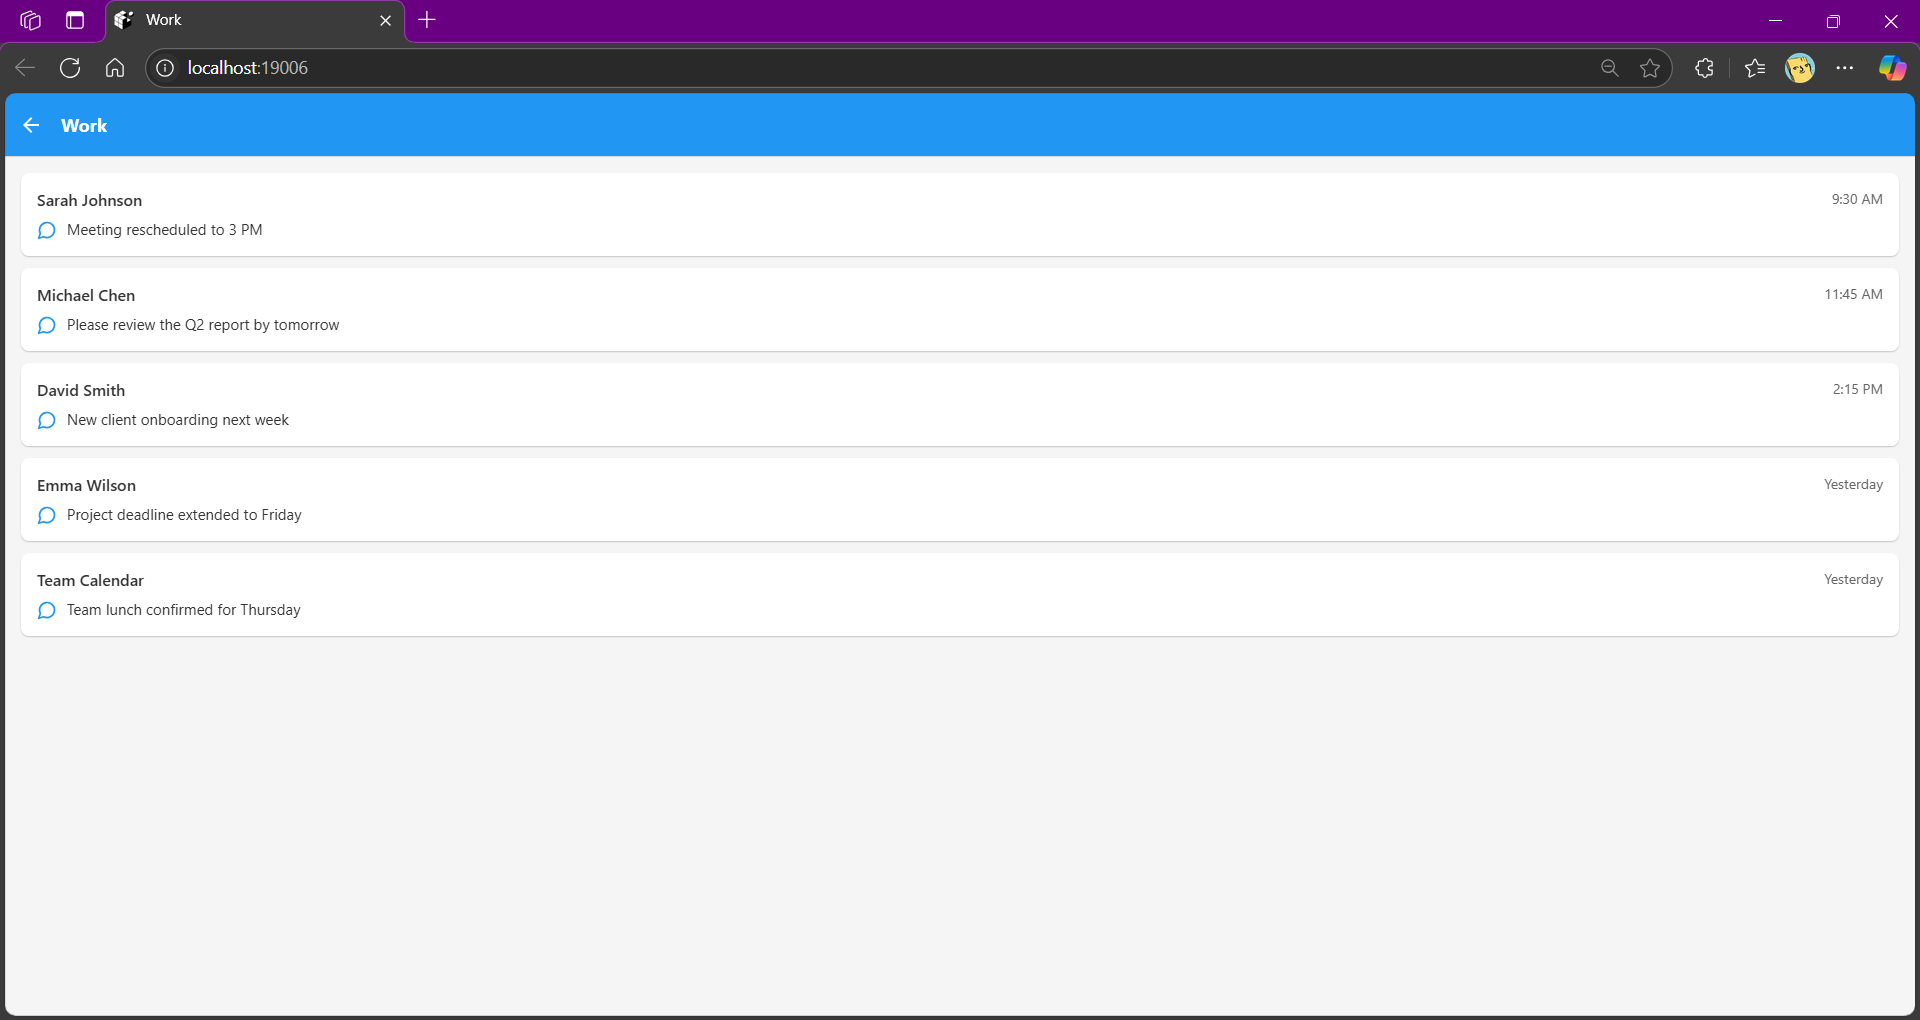 Work
localhost:19006
Work
Sarah Johnson
9:30 AM
Meeting rescheduled to 3 PM
Michael Chen
11:45 AM
Please review the Q2 report by tomorrow
David Smith
2:15 PM
New client onboarding next week
Emma Wilson
Yesterday
Project deadline extended to Friday
Team Calendar
Yesterday
Team lunch confirmed for Thursday